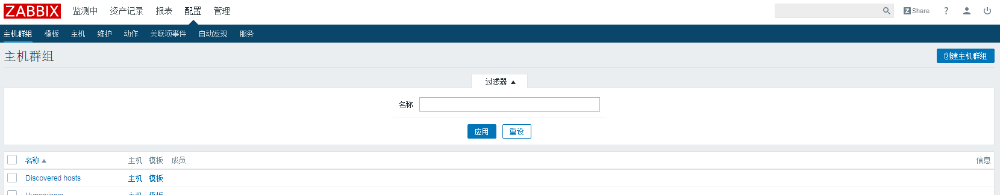 ZABBIX 监测中 资产记录 报表 配置 管理 Z Share ?
主机群组 模板 主机 维护 动作 关联项事件 自动发现 服务
主机群组 创建主机群组
过滤器
名称
应用 重设
名称 主机 模板 成员 信息
Discovered hosts 主机 模板
Hypervisors 主机 模板